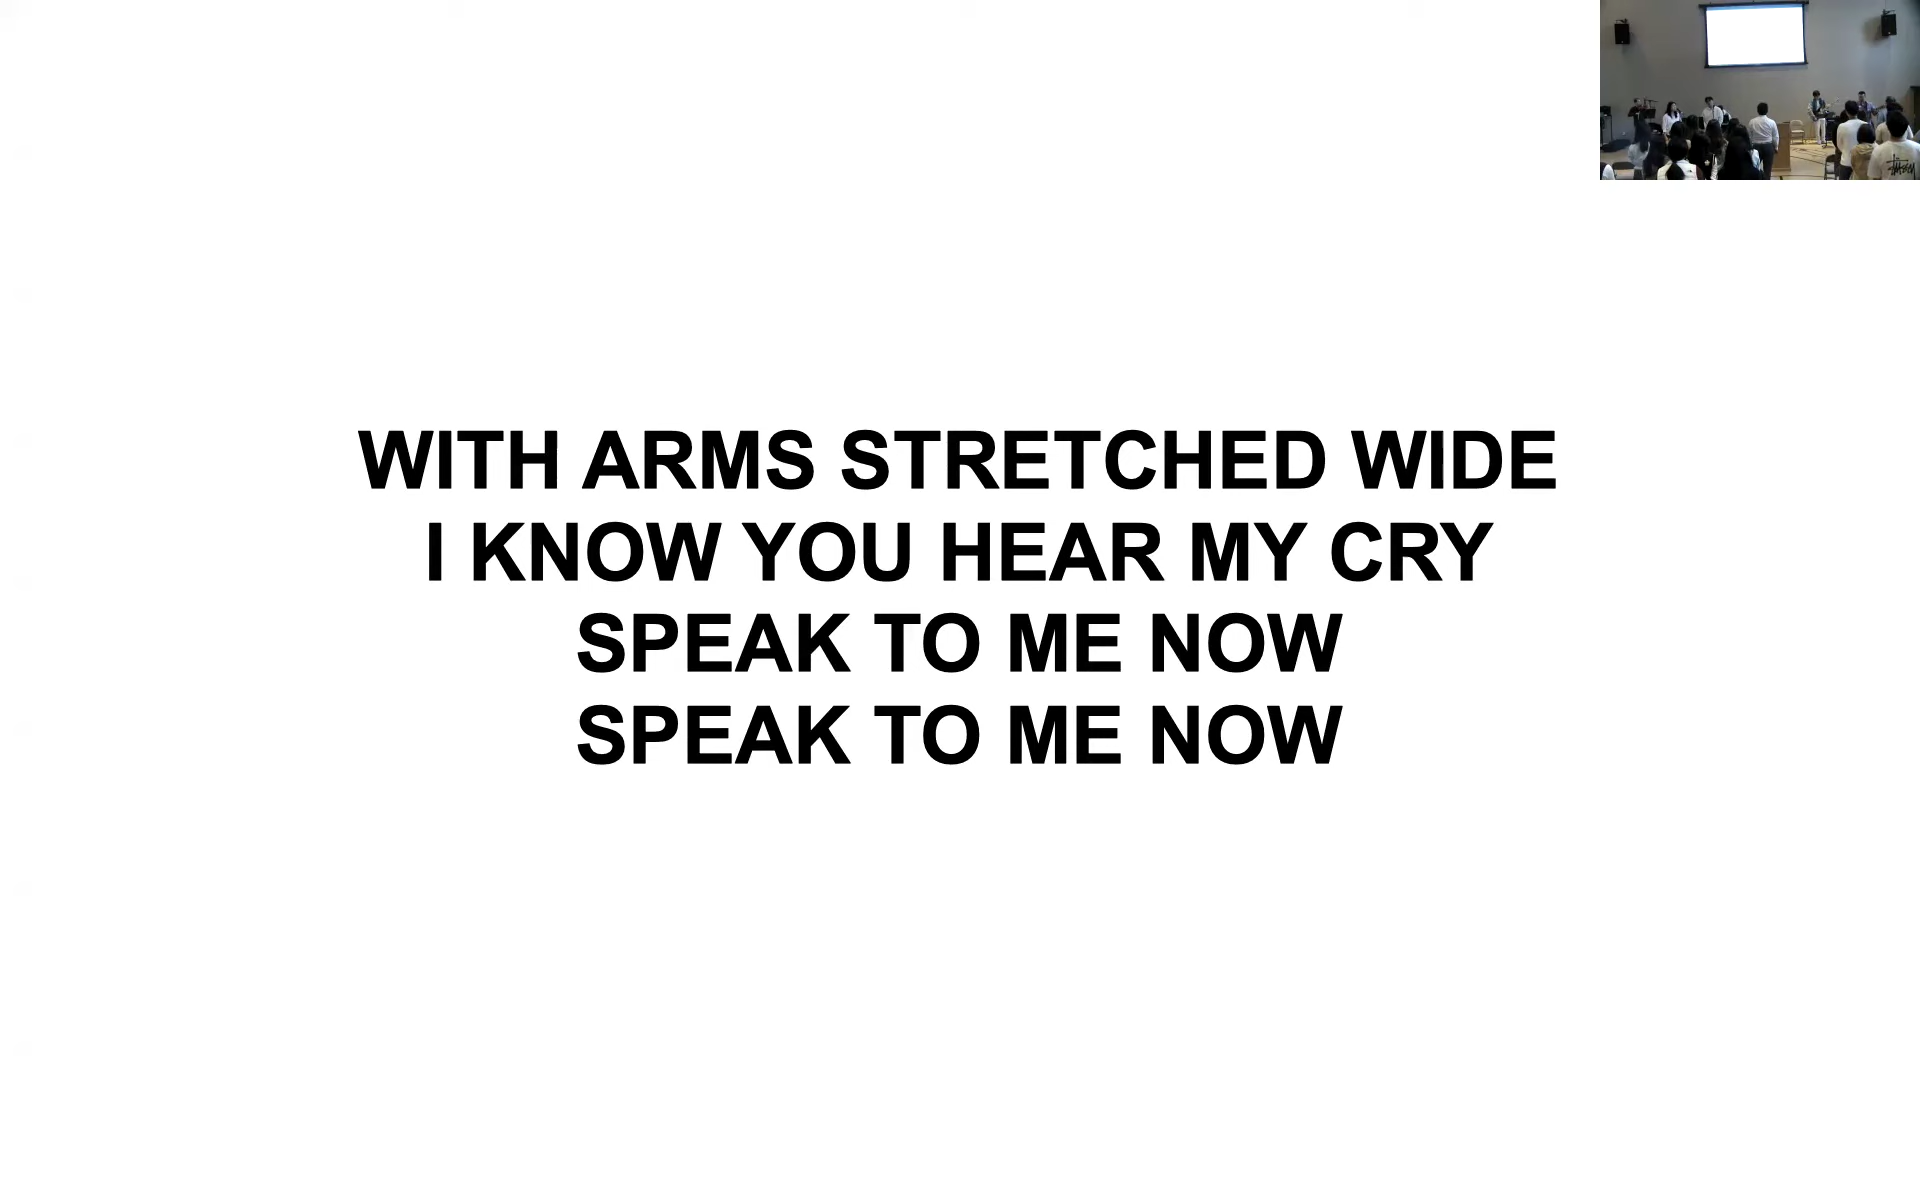 WITH ARMS STRETCHED WIDE
I KNOW YOU HEAR MY CRY
SPEAK TO ME NOW
SPEAK TO ME NOW